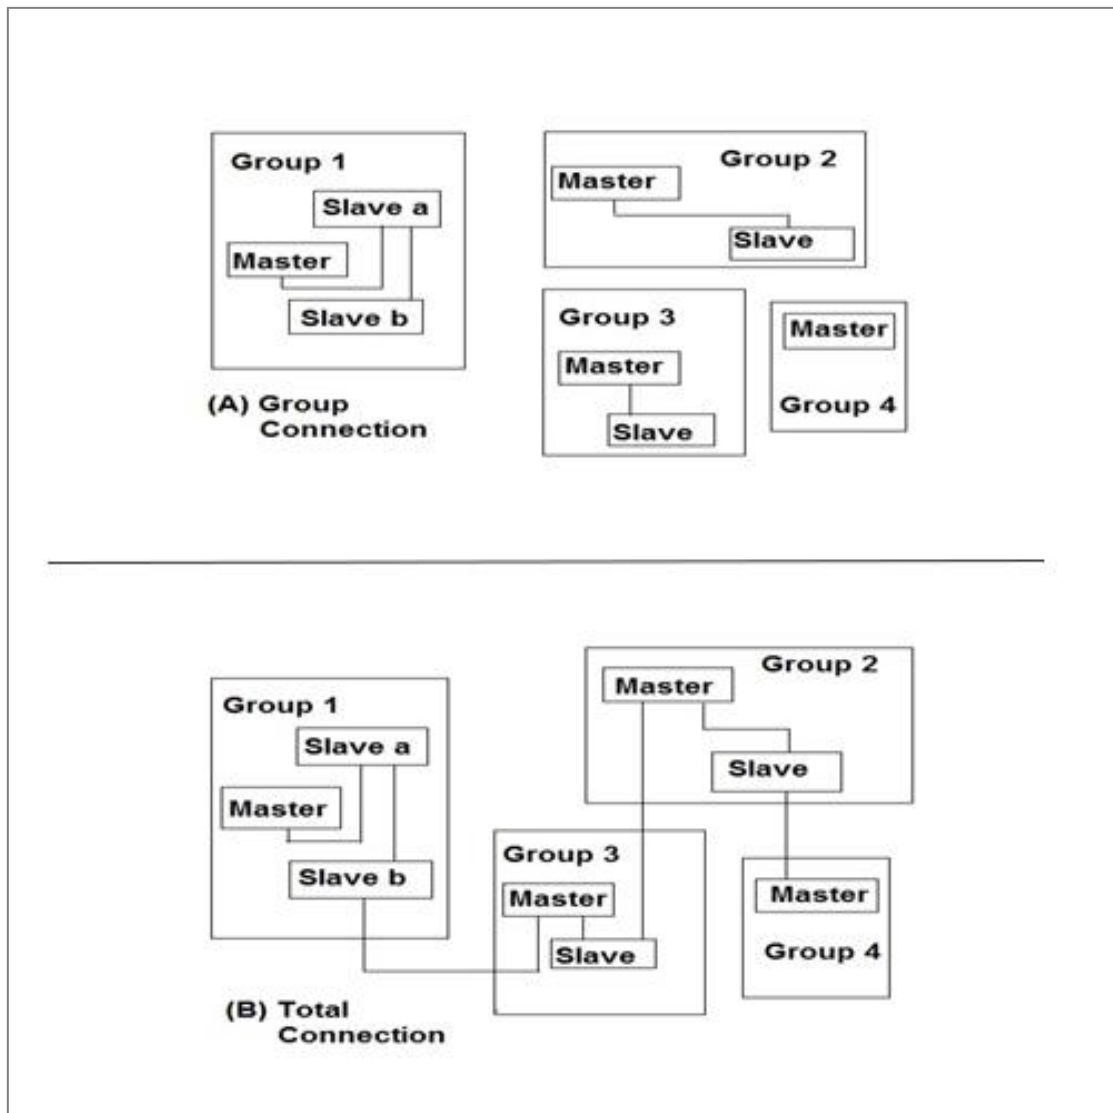 Group 1
Slave a
Master
Slave b
Group 2
Master
Slave
Group 3
Master
Slave
Master
Group 4
(A) Group
Connection
Group 1
Slave a
Master
Slave b
Group 2
Master
Slave
Group 3
Master
Slave
Master
Group 4
(B) Total
Connection